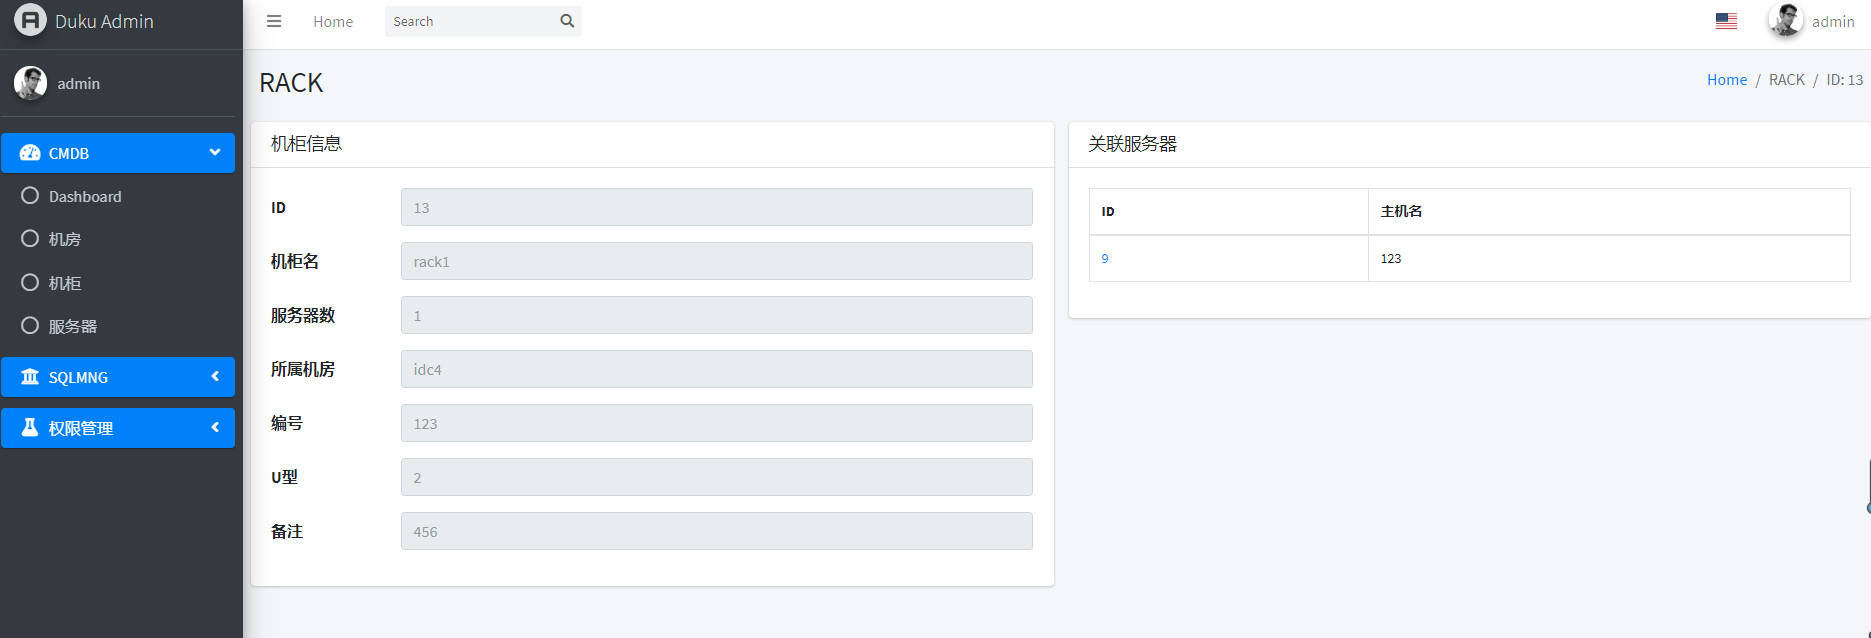 Duku Admin
Home
Search
admin
admin
CMDB
Dashboard
机房
机柜
服务器
SQLMNG
权限管理
RACK
Home / RACK / ID: 13
机柜信息
ID 13
机柜名 rack1
服务器数 1
所属机房 idc4
编号 123
U型 2
备注 456
关联服务器
ID 主机名
9 123